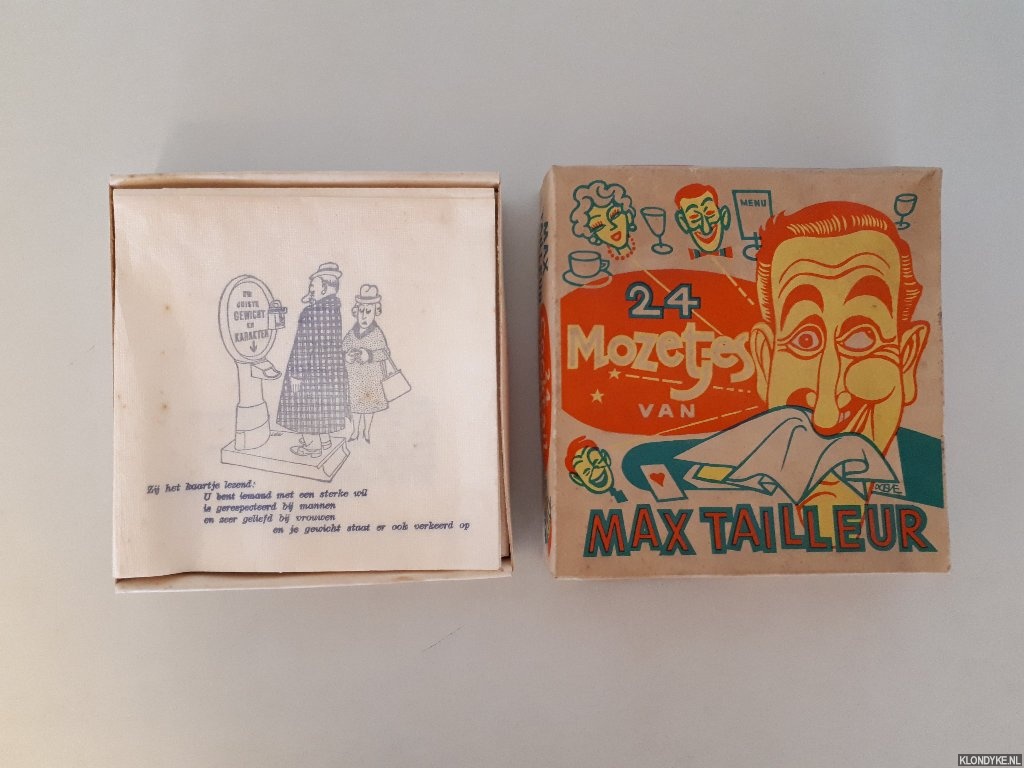 UW
JUISTE
GEWICHT
EN
KARAKTER
Zij het kaartje lezend:
U bent iemand met een sterke wil
is gerespecteerd bij mannen
en zeer geliefd bij vrouwen
en je gewicht staat er ook verkeerd op
MENU
24
Mozetjes
VAN
MAX TAILLEUR
MAX
KLONDYKE.NL